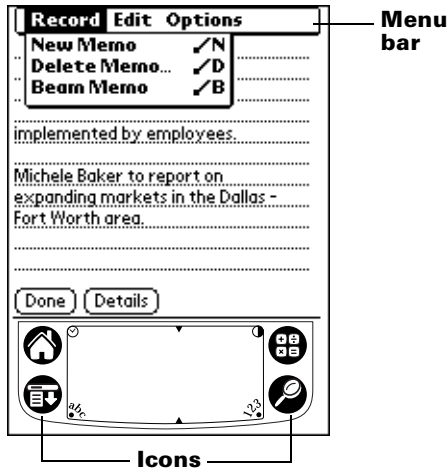 Record Edit Options
Menu bar
New Memo /N
Delete Memo... /D
Beam Memo /B
implemented by employees.
Michele Baker to report on
expanding markets in the Dallas -
Fort Worth area.
Done Details
abc 123
Icons